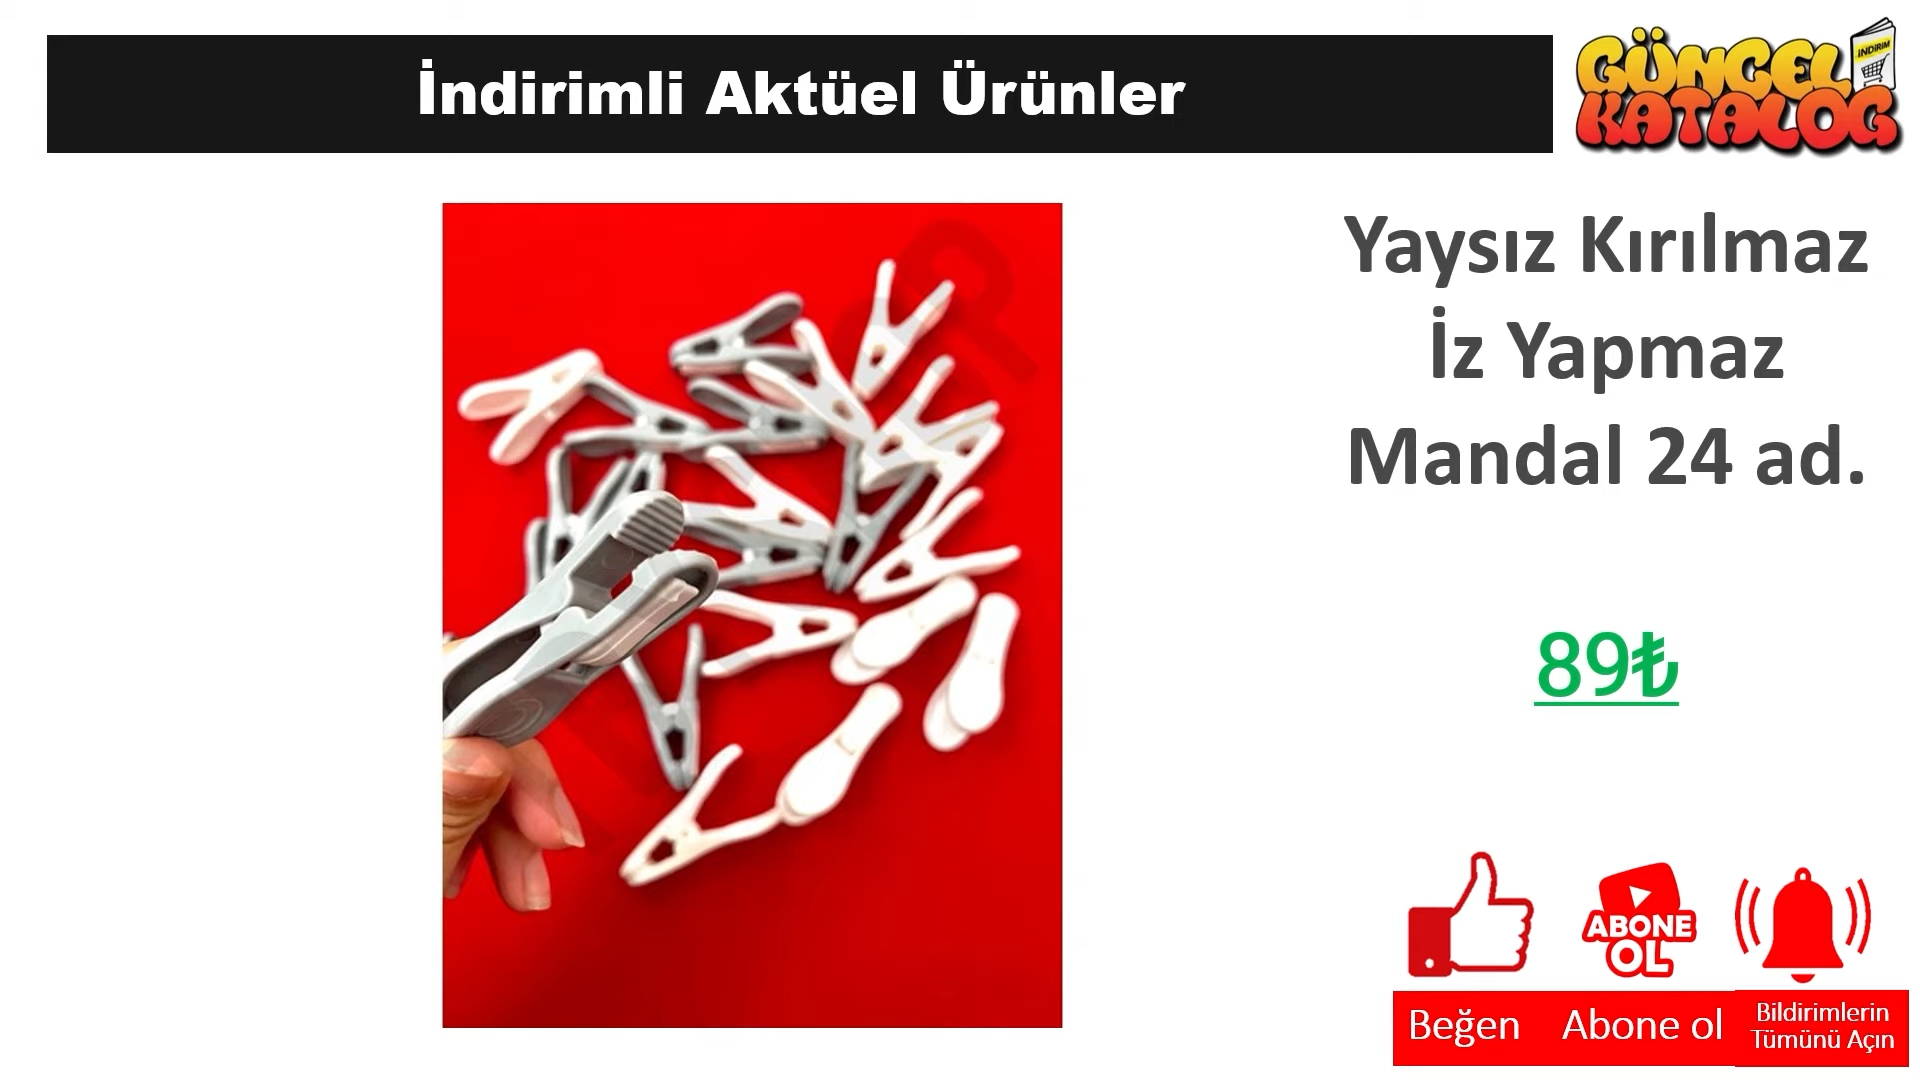 İndirimli Aktüel Ürünler
GÜNCEL
KATALOG
İNDİRİM
Yaysız Kırılmaz
İz Yapmaz
Mandal 24 ad.
89₺
ABONE
OL
Beğen
Abone ol
Bildirimlerin
Tümünü Açın